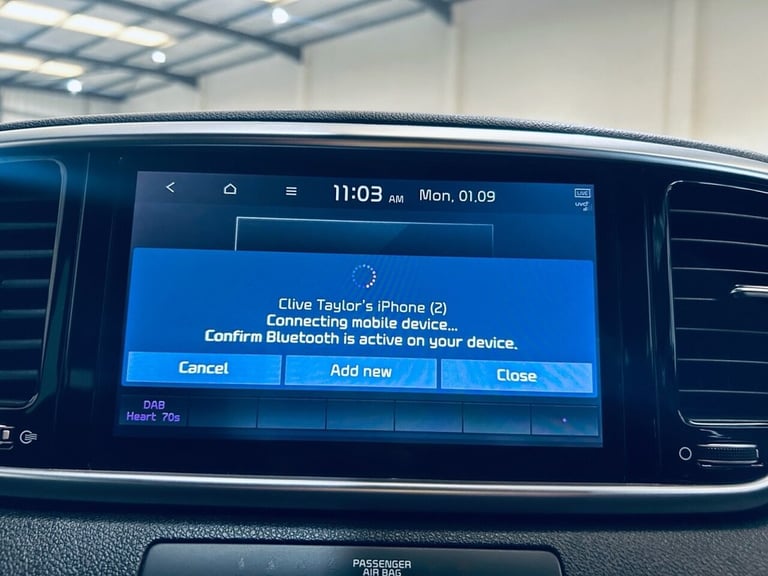 11:03 AM Mon, 01.09
LIVE
Clive Taylor's iPhone (2)
Connecting mobile device...
Confirm Bluetooth is active on your device.
Cancel Add new Close
DAB
Heart 70s
PASSENGER
AIR BAG